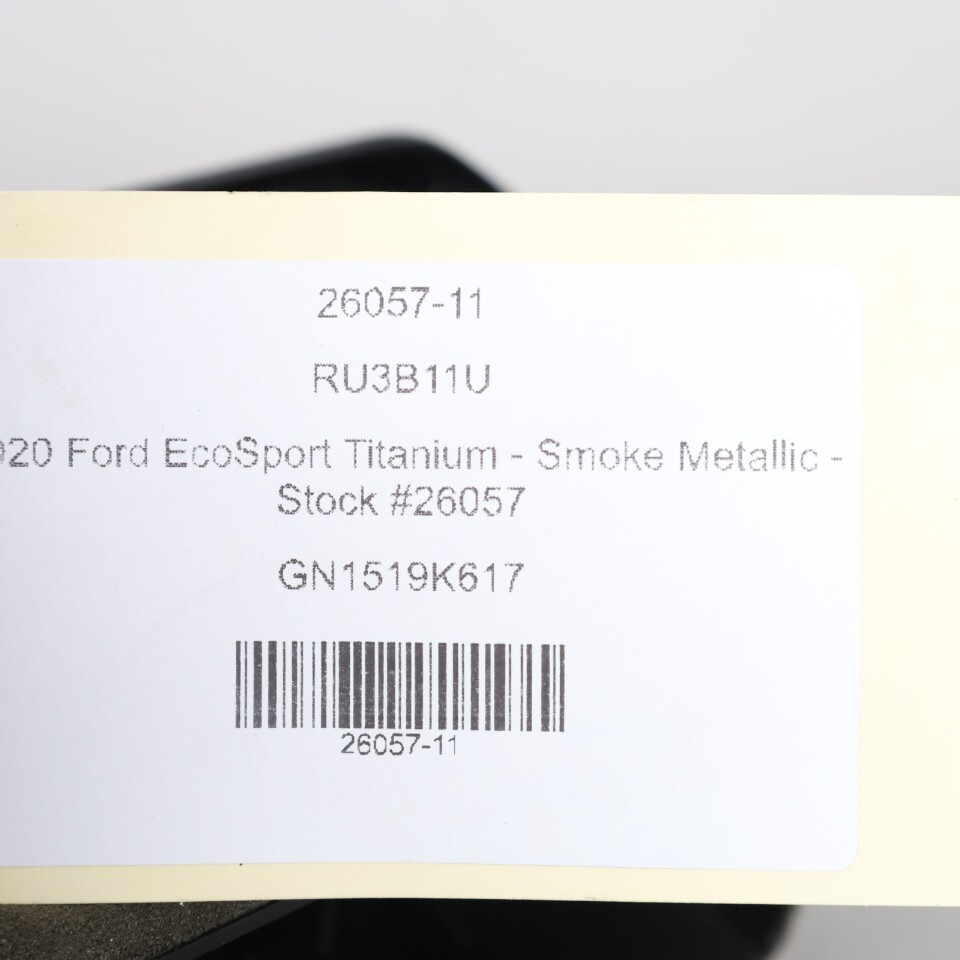 26057-11
RU3B11U
020 Ford EcoSport Titanium - Smoke Metallic -
Stock #26057
GN1519K617
26057-11